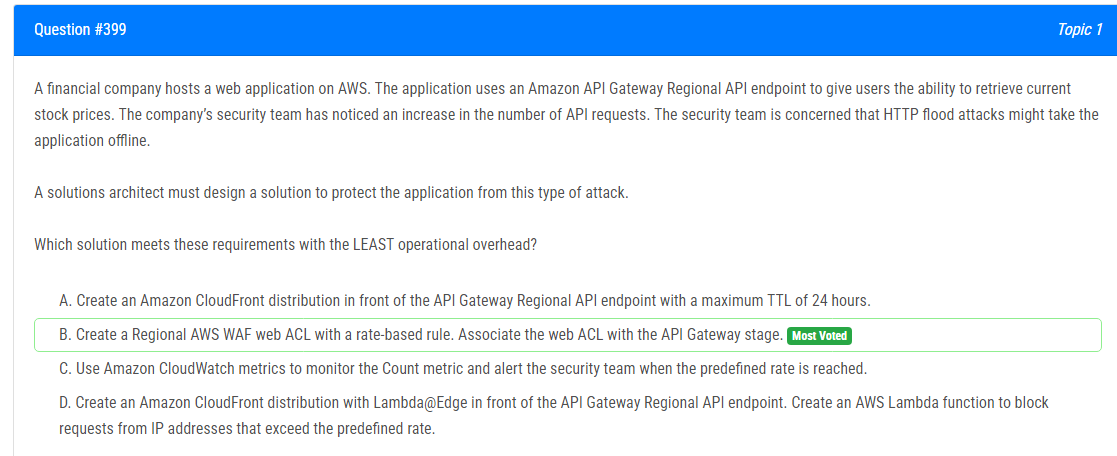 Question #399
Topic 1
A financial company hosts a web application on AWS. The application uses an Amazon API Gateway Regional API endpoint to give users the ability to retrieve current
stock prices. The company’s security team has noticed an increase in the number of API requests. The security team is concerned that HTTP flood attacks might take the
application offline.
A solutions architect must design a solution to protect the application from this type of attack.
Which solution meets these requirements with the LEAST operational overhead?
A. Create an Amazon CloudFront distribution in front of the API Gateway Regional API endpoint with a maximum TTL of 24 hours.
B. Create a Regional AWS WAF web ACL with a rate-based rule. Associate the web ACL with the API Gateway stage. Most Voted
C. Use Amazon CloudWatch metrics to monitor the Count metric and alert the security team when the predefined rate is reached.
D. Create an Amazon CloudFront distribution with Lambda@Edge in front of the API Gateway Regional API endpoint. Create an AWS Lambda function to block
requests from IP addresses that exceed the predefined rate.